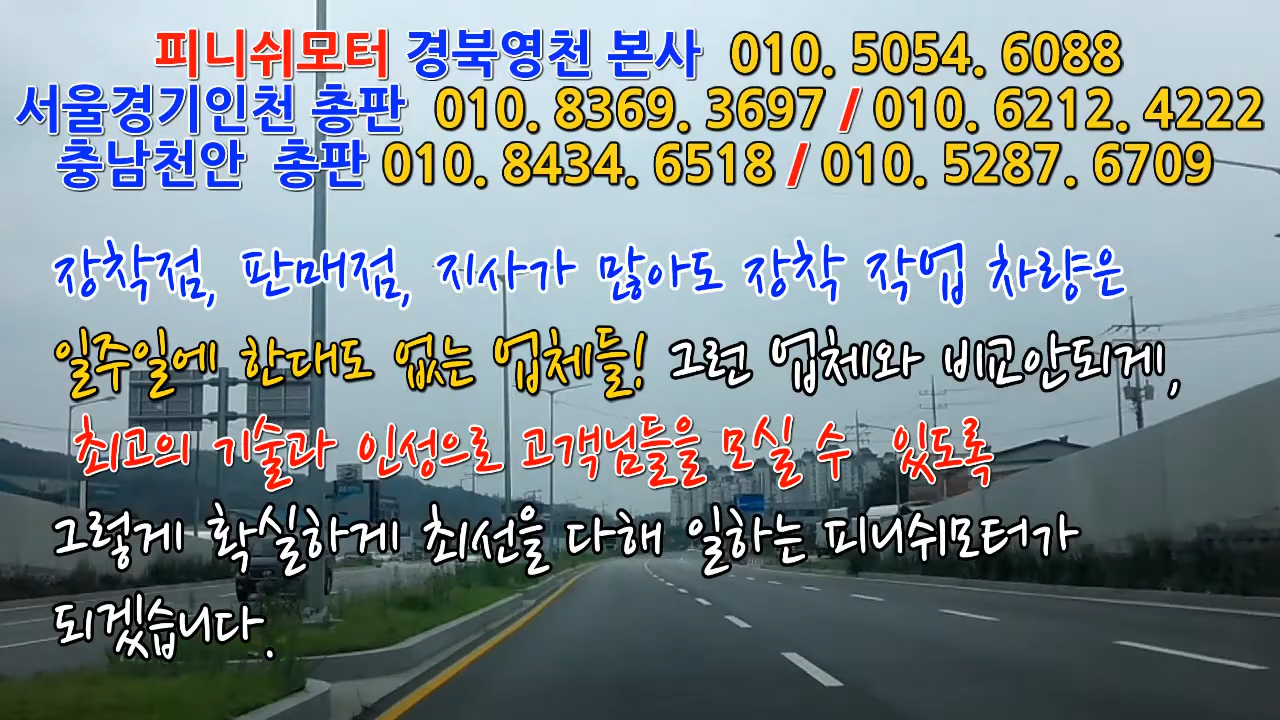 피니쉬모터 경북영천 본사 010. 5054. 6088
서울경기인천 총판 010. 8369. 3697 / 010. 6212. 4222
충남천안 총판 010. 8434. 6518 / 010. 5287. 6709
장착점, 판매점, 지사가 많아도 장착 작업 차량은
일주일에 한대도 없는 업체들! 그런 업체와 비교안되게,
최고의 기술과 인성으로 고객님들을 모실 수 있도록
그렇게 확실하게 최선을 다해 일하는 피니쉬모터가
되겠습니다.